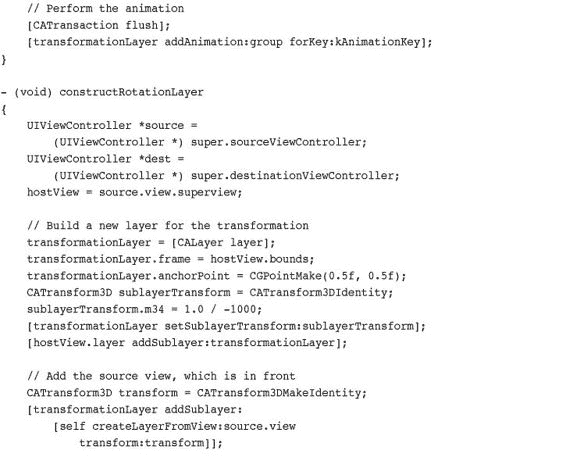 // Perform the animation
[CATransaction flush];
[transformationLayer addAnimation:group forKey:kAnimationKey];
}
- (void) constructRotationLayer
{
UIViewController *source =
(UIViewController *) super.sourceViewController;
UIViewController *dest =
(UIViewController *) super.destinationViewController;
hostView = source.view.superview;
// Build a new layer for the transformation
transformationLayer = [CALayer layer];
transformationLayer.frame = hostView.bounds;
transformationLayer.anchorPoint = CGPointMake(0.5f, 0.5f);
CATransform3D sublayerTransform = CATransform3DIdentity;
sublayerTransform.m34 = 1.0 / -1000;
[transformationLayer setSublayerTransform:sublayerTransform];
[hostView.layer addSublayer:transformationLayer];
// Add the source view, which is in front
CATransform3D transform = CATransform3DMakeIdentity;
[transformationLayer addSublayer:
[self createLayerFromView:source.view
transform:transform]];